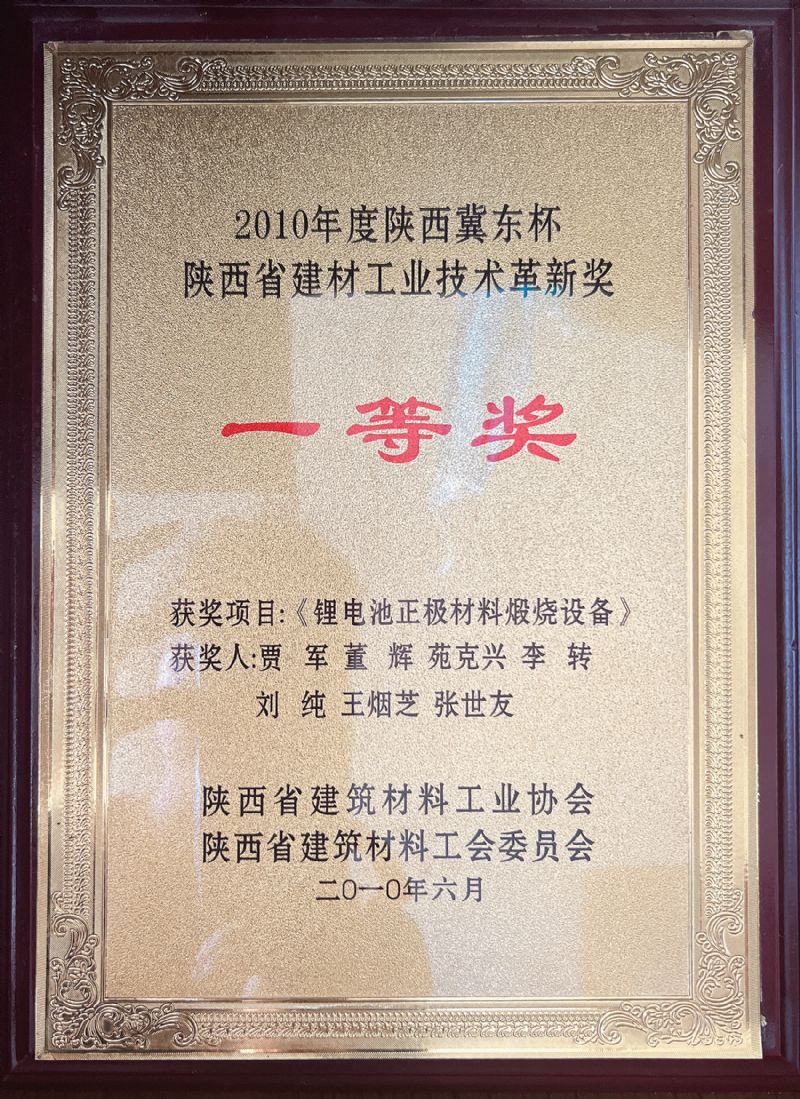 2010年度陕西冀东杯
陕西省建材工业技术革新奖
一等奖
获奖项目:《锂电池正极材料煅烧设备》
获奖人:贾 军 董 辉 苑克兴 李 转
刘 纯 王烟芝 张世友
陕西省建筑材料工业协会
陕西省建筑材料工会委员会
二〇一〇年六月